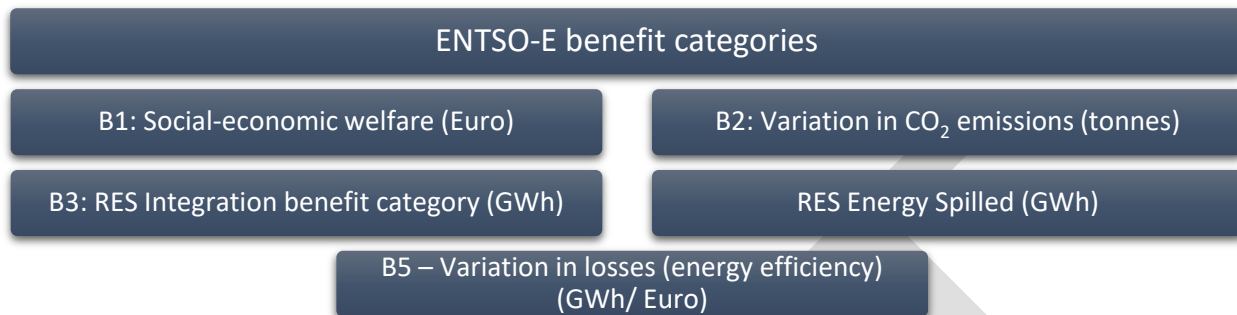 ENTSO-E benefit categories
B1: Social-economic welfare (Euro)
B2: Variation in CO₂ emissions (tonnes)
B3: RES Integration benefit category (GWh)
RES Energy Spilled (GWh)
B5 – Variation in losses (energy efficiency)
(GWh/ Euro)